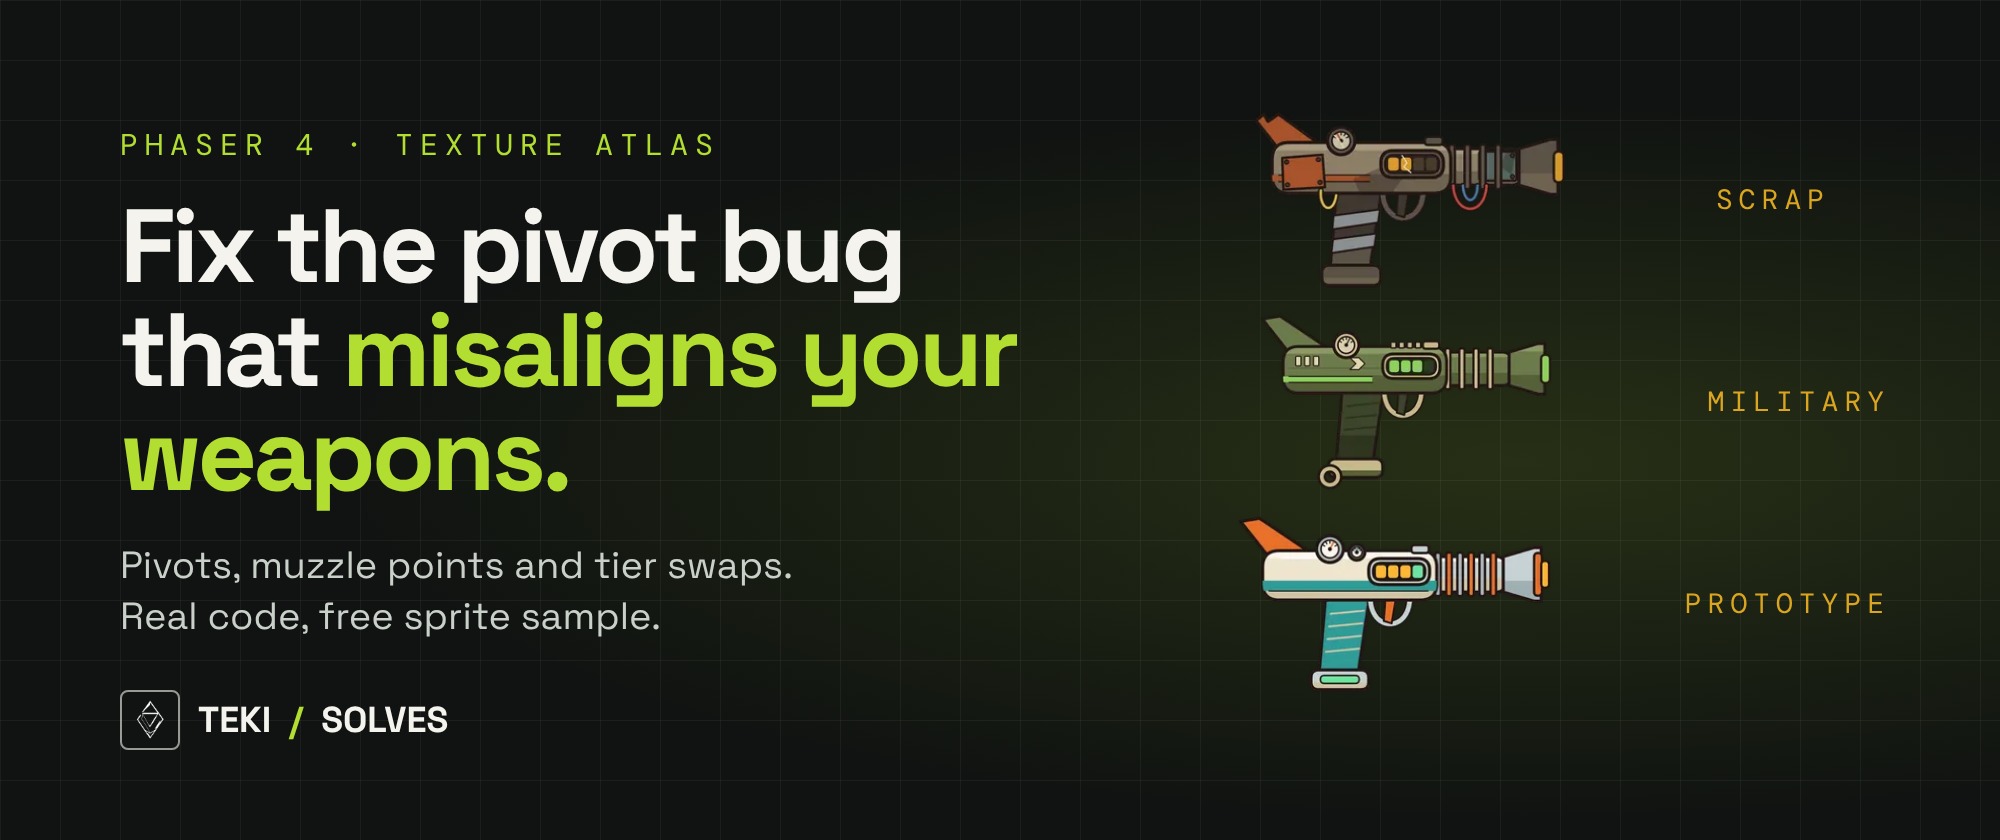 PHASER 4 · TEXTURE ATLAS
Fix the pivot bug
that misaligns your
weapons.
Pivots, muzzle points and tier swaps.
Real code, free sprite sample.
TEKI / SOLVES
SCRAP
MILITARY
PROTOTYPE